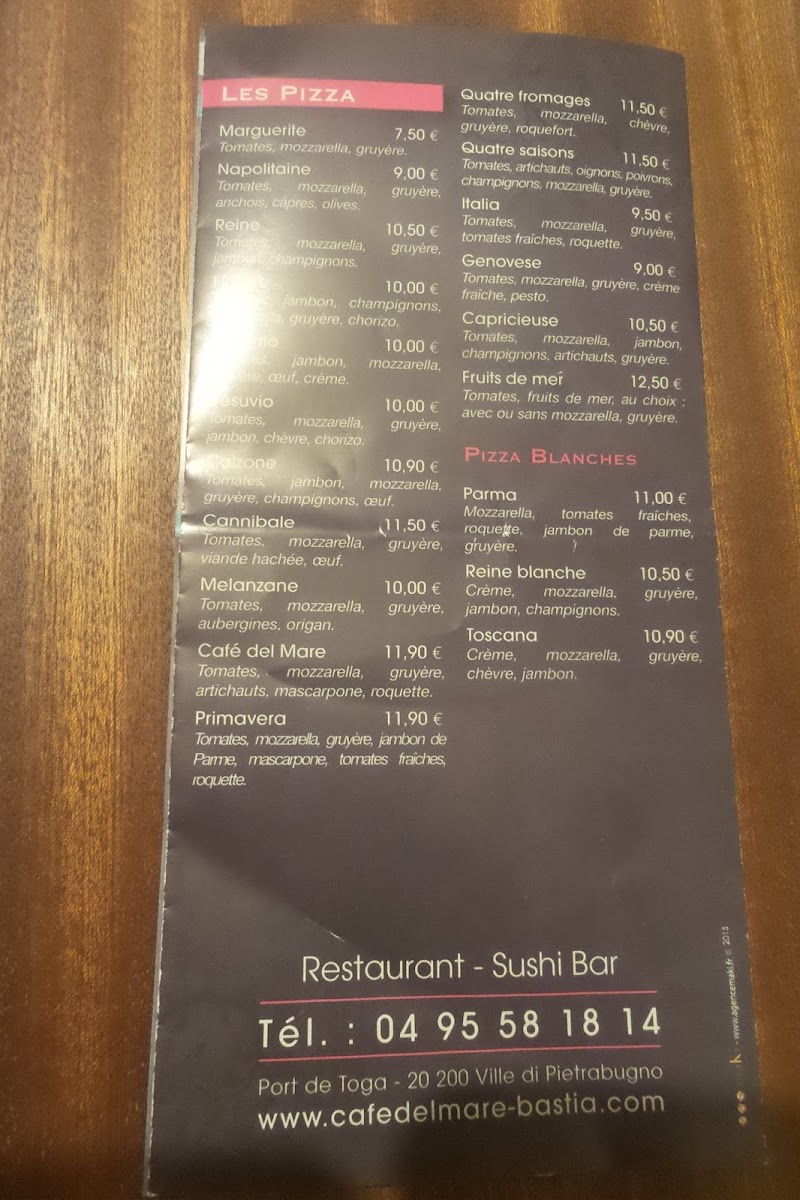 LES PIZZA
Marguerite 7,50 €
Tomates, mozzarella, gruyère.
Napolitaine 9,00 €
Tomates, mozzarella, gruyère,
anchois, câpres, olives.
Reine 10,50 €
Tomates, mozzarella, gruyère,
jambon, champignons.
10,00 €
jambon, champignons,
gruyère, chorizo.
10,00 €
jambon, mozzarella,
œuf, crème.
Vesuvio 10,00 €
Tomates, mozzarella, gruyère,
jambon, chèvre, chorizo.
Calzone 10,90 €
Tomates, jambon, mozzarella,
gruyère, champignons, œuf.
Cannibale 11,50 €
Tomates, mozzarella, gruyère,
viande hachée, œuf.
Melanzane 10,00 €
Tomates, mozzarella, gruyère,
aubergines, origan.
Café del Mare 11,90 €
Tomates, mozzarella, gruyère,
artichauts, mascarpone, roquette.
Primavera 11,90 €
Tomates, mozzarella, gruyère, jambon de
Parme, mascarpone, tomates fraîches,
roquette.
Quatre fromages 11,50 €
Tomates, mozzarella, chèvre,
gruyère, roquefort.
Quatre saisons 11,50 €
Tomates, artichauts, oignons, poivrons,
champignons, mozzarella, gruyère.
Italia 9,50 €
Tomates, mozzarella, gruyère,
tomates fraîches, roquette.
Genovese 9,00 €
Tomates, mozzarella, gruyère, crème
fraîche, pesto.
Capricieuse 10,50 €
Tomates, mozzarella, jambon,
champignons, artichauts, gruyère.
Fruits de mer 12,50 €
Tomates, fruits de mer, au choix :
avec ou sans mozzarella, gruyère.
PIZZA BLANCHES
Parma 11,00 €
Mozzarella, tomates fraîches,
roquette, jambon de parme,
gruyère.
Reine blanche 10,50 €
Crème, mozzarella, gruyère,
jambon, champignons.
Toscana 10,90 €
Crème, mozzarella, gruyère,
chèvre, jambon.
Restaurant - Sushi Bar
Tél. : 04 95 58 18 14
Port de Toga - 20 200 Ville di Pietrabugno
www.cafedelmare-bastia.com
- www.agencemaki.fr © 2013